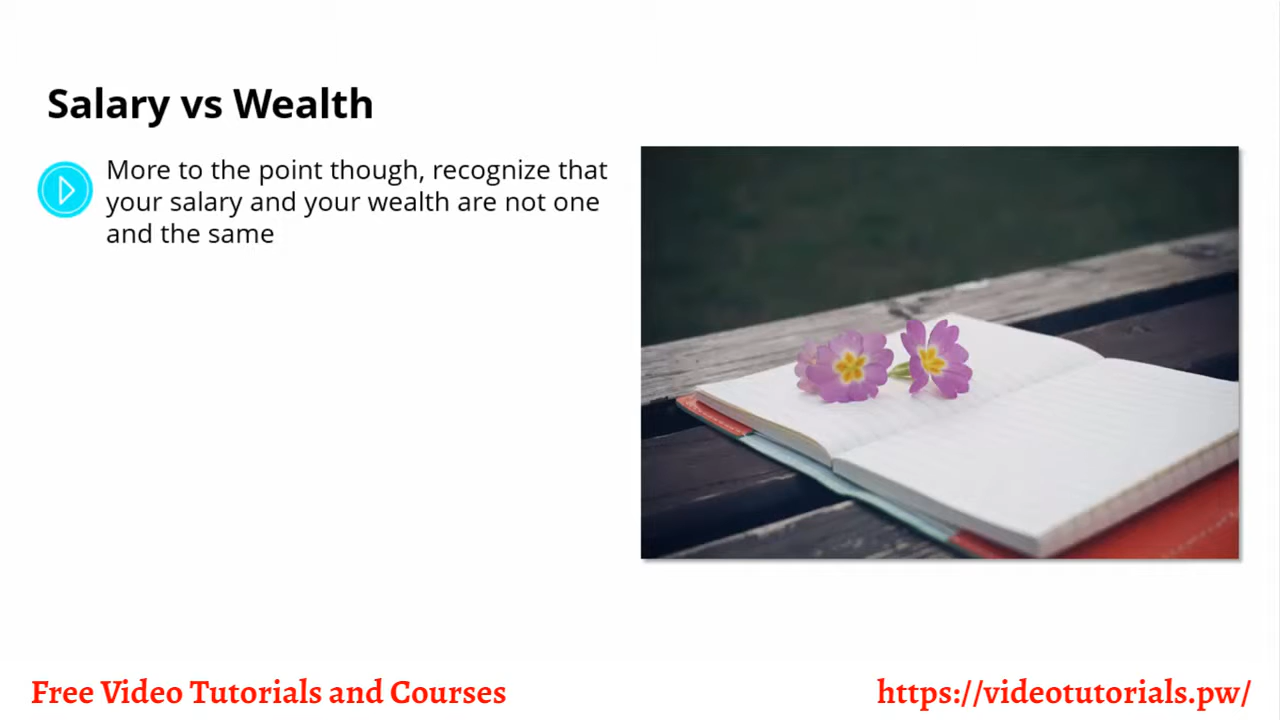 Salary vs Wealth
More to the point though, recognize that
your salary and your wealth are not one
and the same
Free Video Tutorials and Courses
https://videotutorials.pw/